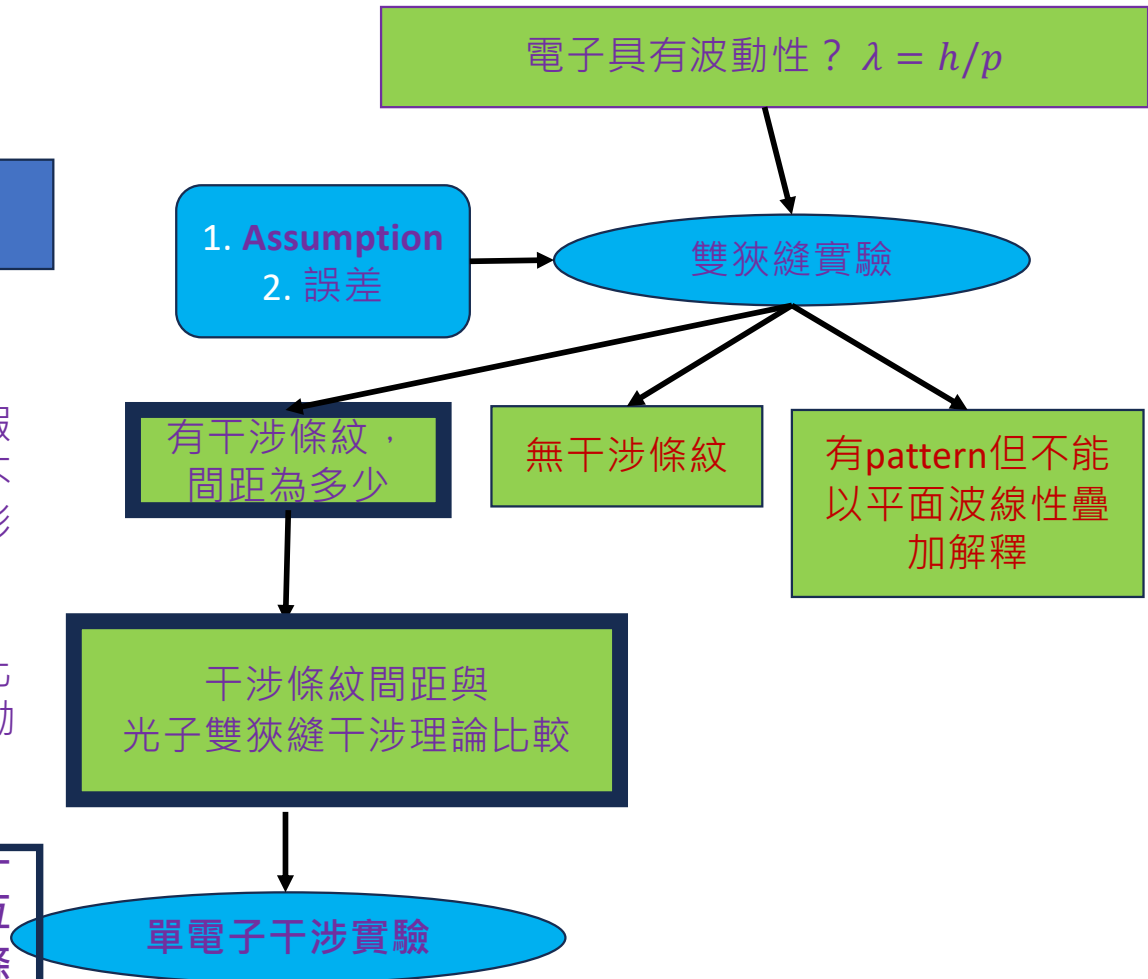 電子具有波動性？ λ = h/p
1. Assumption
2. 誤差
雙狹縫實驗
有干涉條紋，
間距為多少
無干涉條紋
有pattern但不能
以平面波線性疊
加解釋
干涉條紋間距與
光子雙狹縫干涉理論比較
單電子干涉實驗